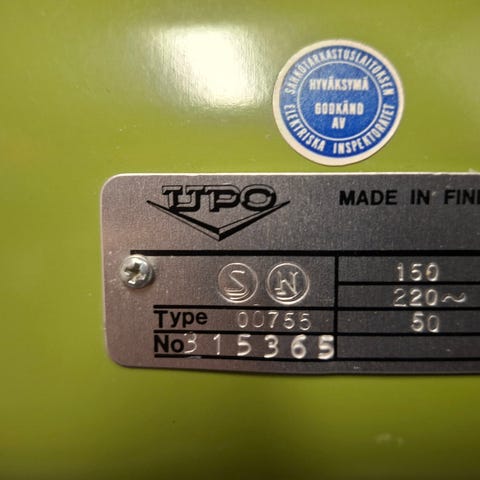 SÄHKÖTARKASTUSLAITOKSEN
HYVÄKSYMÄ
GODKÄND
AV
ELEKTRISKA INSPEKTORATET
UPO
MADE IN FINL
S N
150
220~
Type 00755
50
No 315365